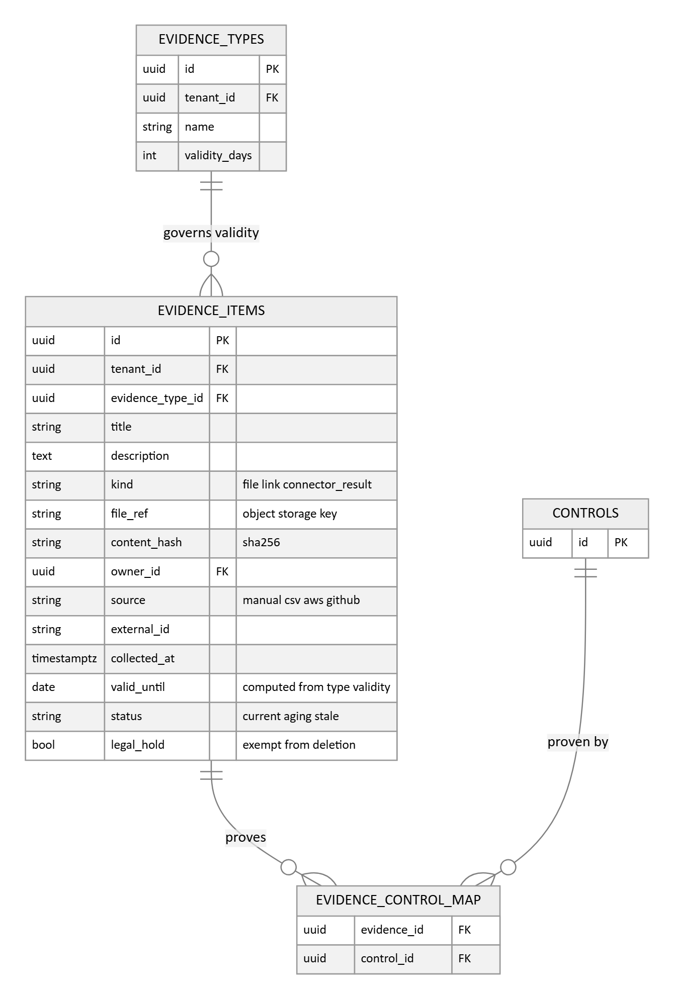 EVIDENCE_TYPES
uuid id PK
uuid tenant_id FK
string name
int validity_days
governs validity
EVIDENCE_ITEMS
uuid id PK
uuid tenant_id FK
uuid evidence_type_id FK
string title
text description
string kind file link connector_result
string file_ref object storage key
string content_hash sha256
uuid owner_id FK
string source manual csv aws github
string external_id
timestamptz collected_at
date valid_until computed from type validity
string status current aging stale
bool legal_hold exempt from deletion
CONTROLS
uuid id PK
proven by
proves
EVIDENCE_CONTROL_MAP
uuid evidence_id FK
uuid control_id FK